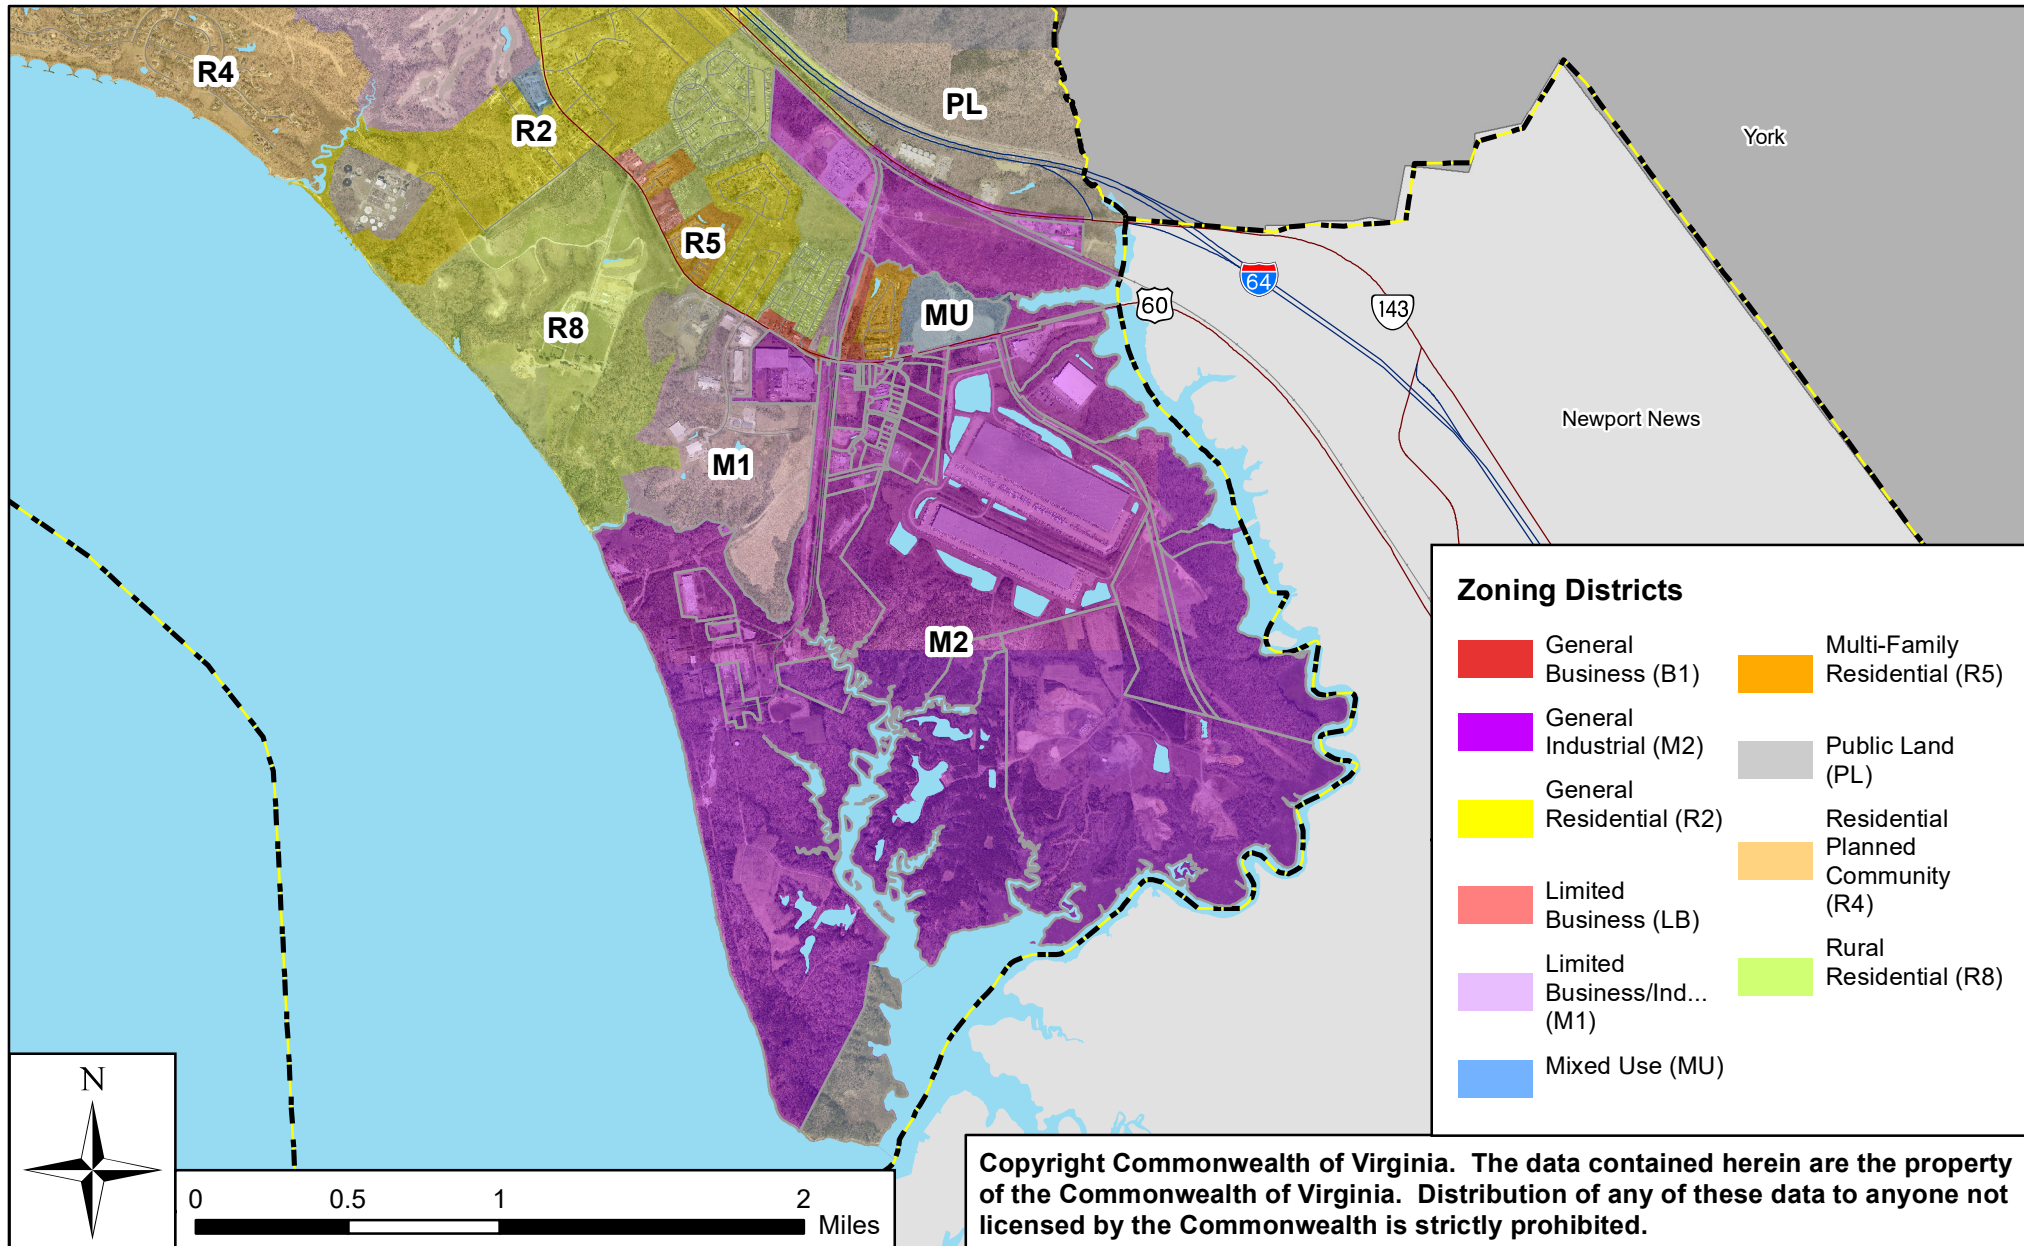 R4
R2
PL
York
R5
64
60
143
MU
R8
Newport News
M1
M2
Zoning Districts
General
Business (B1)
General
Industrial (M2)
General
Residential (R2)
Limited
Business (LB)
Limited
Business/Ind...
(M1)
Mixed Use (MU)
Multi-Family
Residential (R5)
Public Land
(PL)
Residential
Planned
Community
(R4)
Rural
Residential (R8)
N
0 0.5 1 2
Miles
Copyright Commonwealth of Virginia. The data contained herein are the property
of the Commonwealth of Virginia. Distribution of any of these data to anyone not
licensed by the Commonwealth is strictly prohibited.